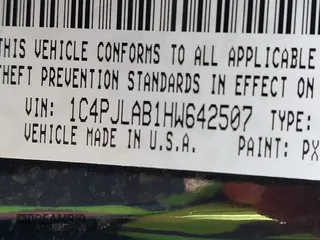 THIS VEHICLE CONFORMS TO ALL APPLICABLE
THEFT PREVENTION STANDARDS IN EFFECT ON
VIN: 1C4PJLAB1HW642507 TYPE:
VEHICLE MADE IN U.S.A. PAINT: PX